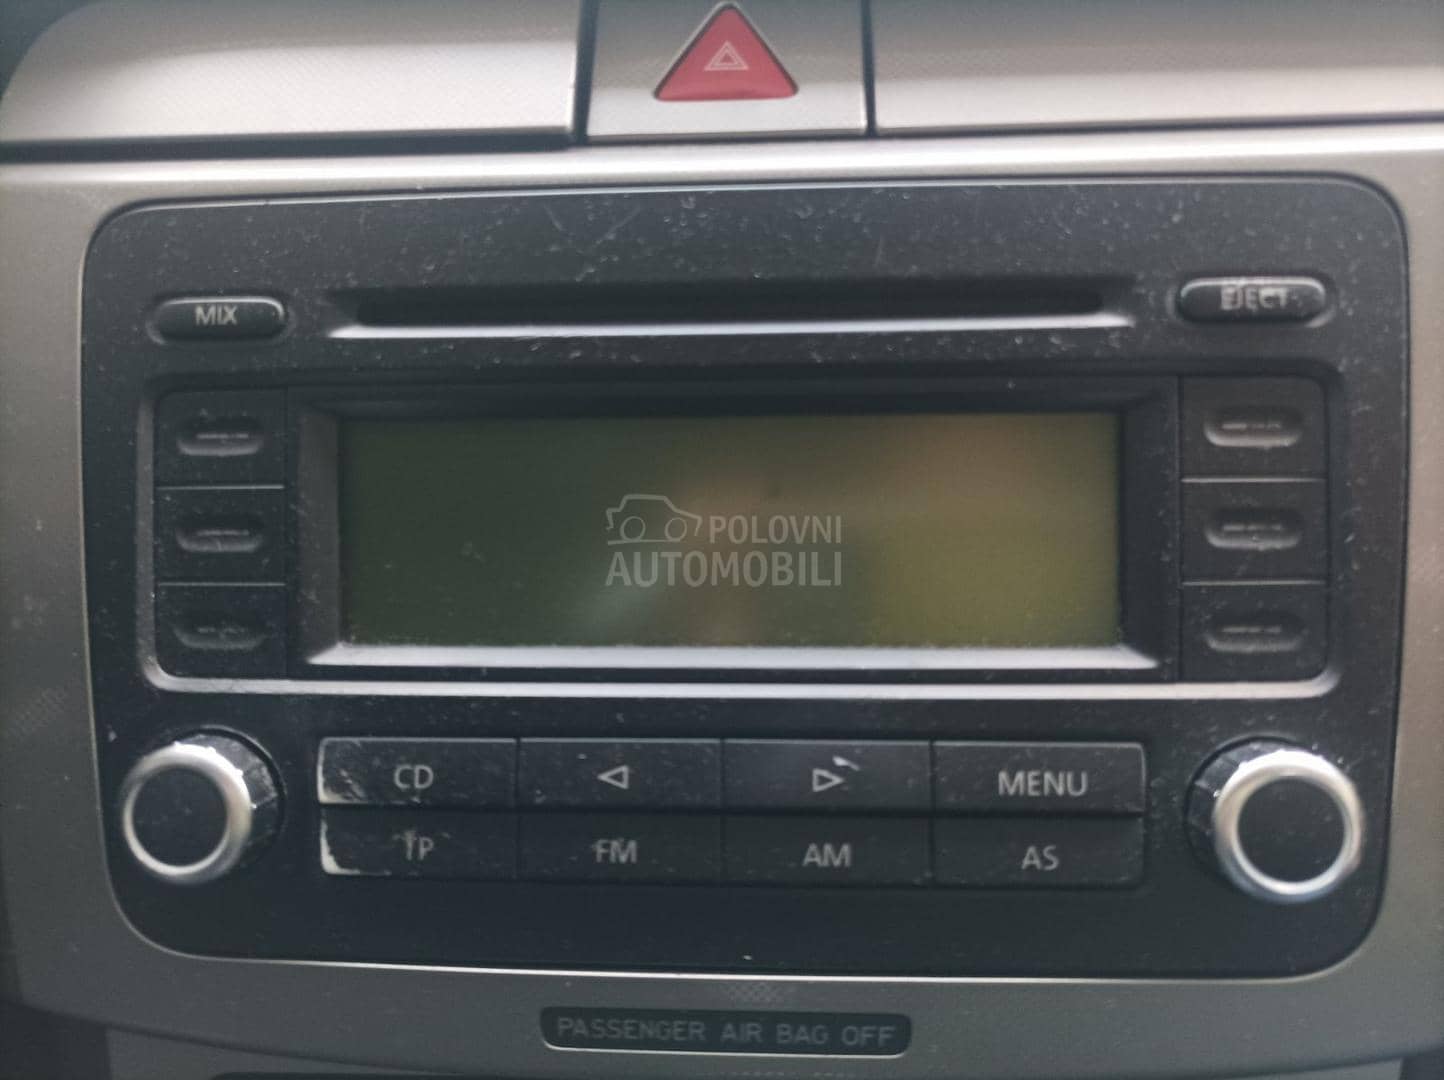 MIX
EJECT
POLOVNI
AUTOMOBILI
CD
MENU
TP
FM
AM
AS
PASSENGER AIR BAG OFF